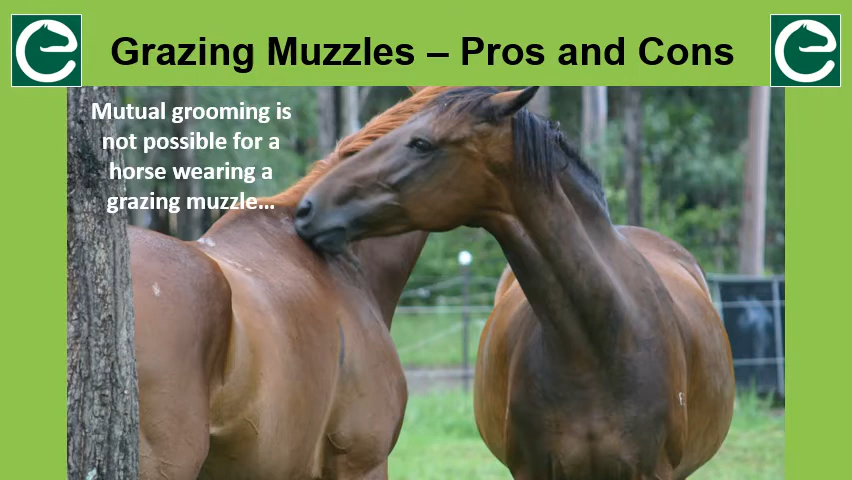 Grazing Muzzles – Pros and Cons
Mutual grooming is
not possible for a
horse wearing a
grazing muzzle…